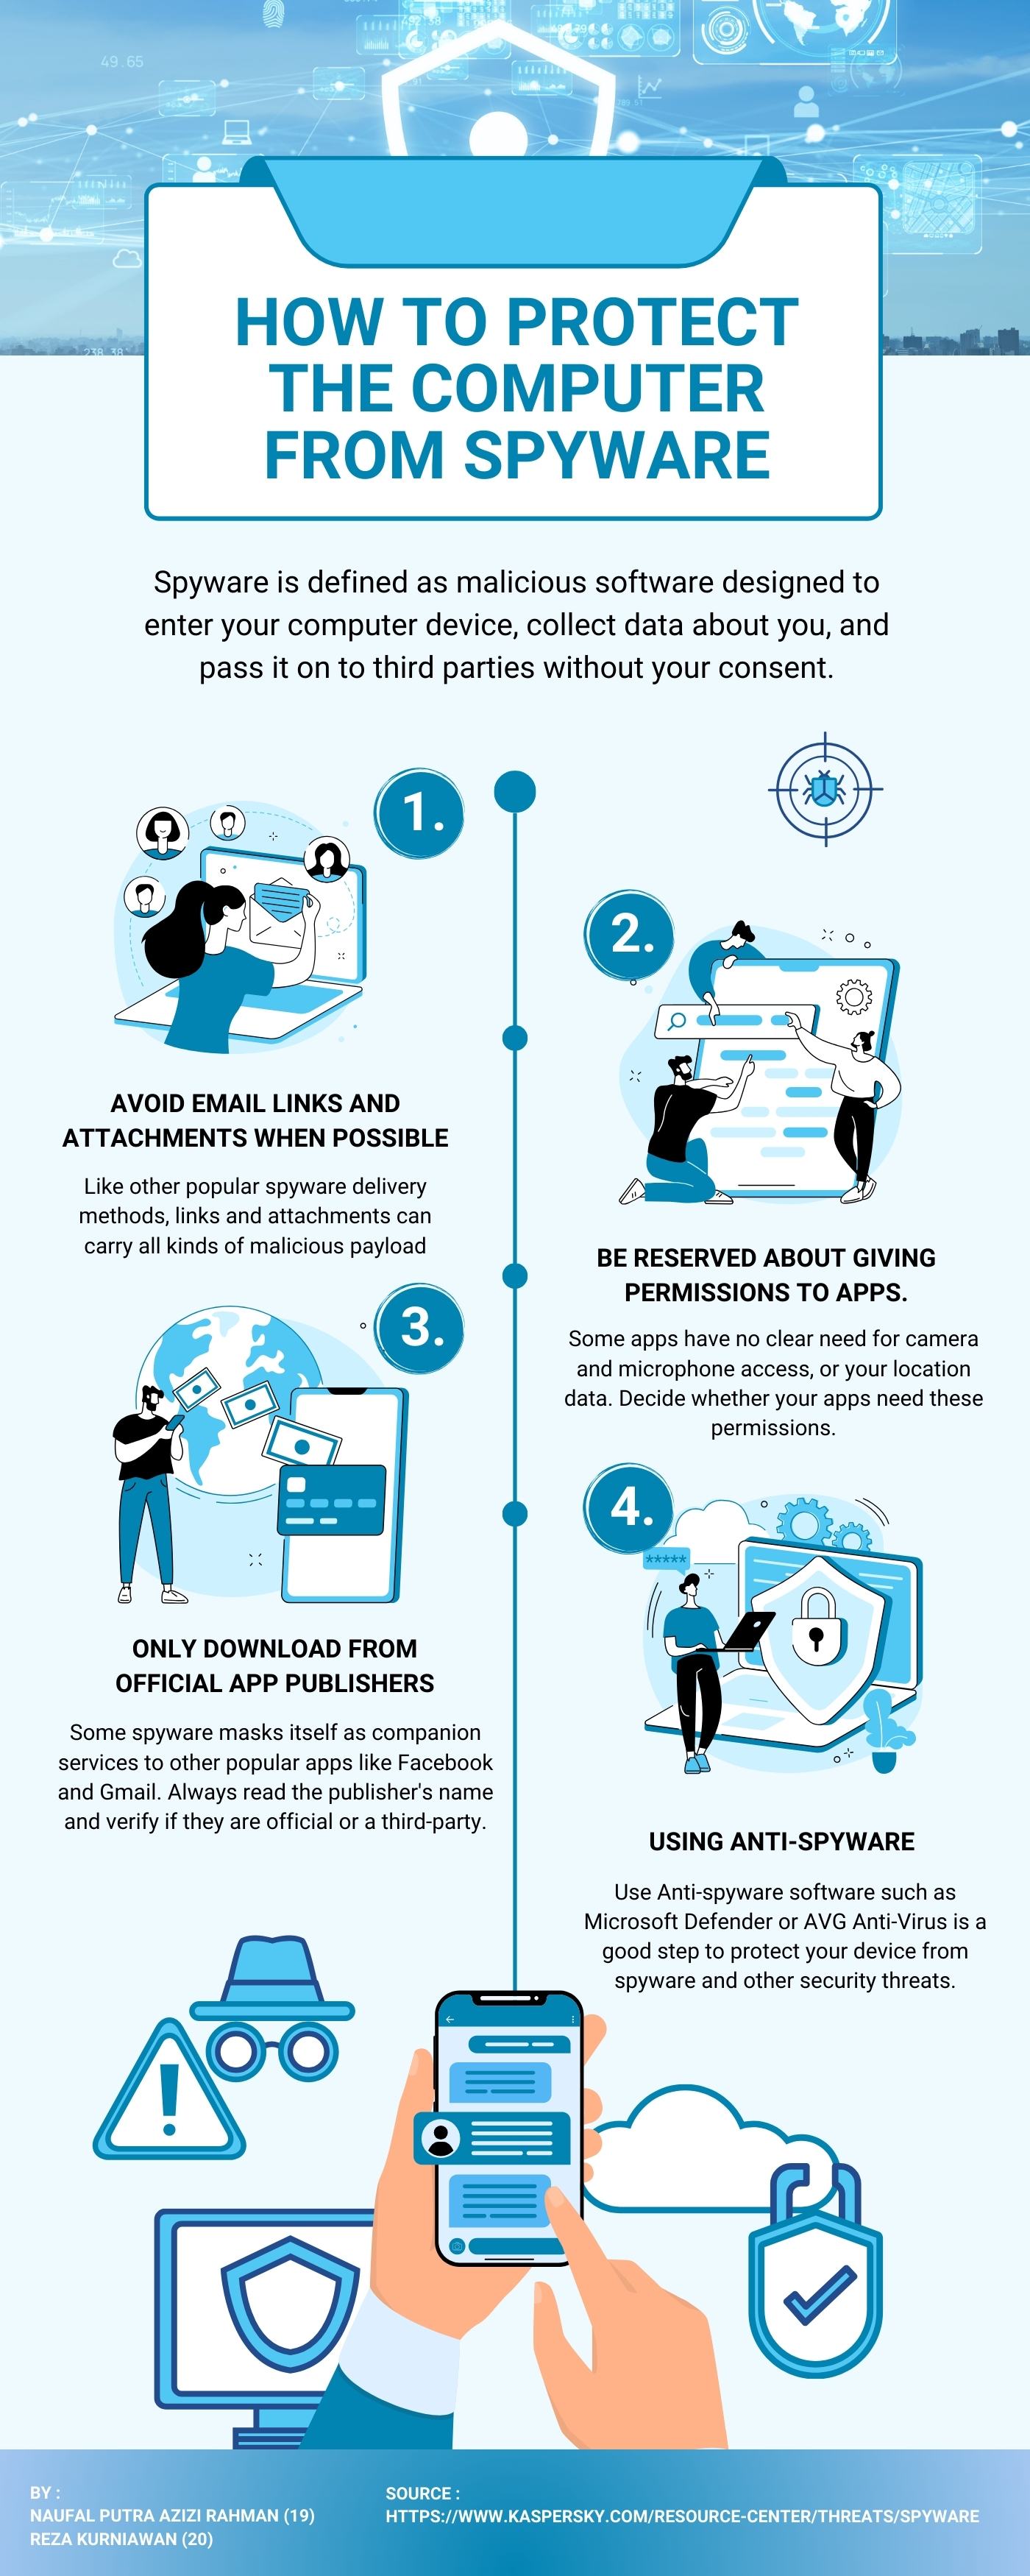 49.65
238.38
HOW TO PROTECT
THE COMPUTER
FROM SPYWARE
Spyware is defined as malicious software designed to
enter your computer device, collect data about you, and
pass it on to third parties without your consent.
1.
AVOID EMAIL LINKS AND
ATTACHMENTS WHEN POSSIBLE
Like other popular spyware delivery
methods, links and attachments can
carry all kinds of malicious payload
2.
BE RESERVED ABOUT GIVING
PERMISSIONS TO APPS.
Some apps have no clear need for camera
and microphone access, or your location
data. Decide whether your apps need these
permissions.
3.
ONLY DOWNLOAD FROM
OFFICIAL APP PUBLISHERS
Some spyware masks itself as companion
services to other popular apps like Facebook
and Gmail. Always read the publisher's name
and verify if they are official or a third-party.
4.
*****
USING ANTI-SPYWARE
Use Anti-spyware software such as
Microsoft Defender or AVG Anti-Virus is a
good step to protect your device from
spyware and other security threats.
BY :
NAUFAL PUTRA AZIZI RAHMAN (19)
REZA KURNIAWAN (20)
SOURCE :
HTTPS://WWW.KASPERSKY.COM/RESOURCE-CENTER/THREATS/SPYWARE